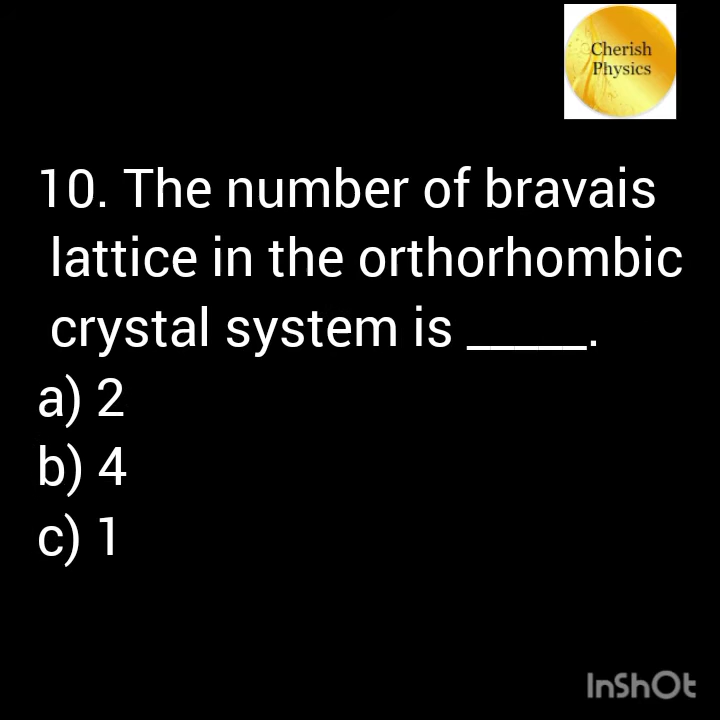 Cherish
Physics
10. The number of bravais
lattice in the orthorhombic
crystal system is _____.
a) 2
b) 4
c) 1
InShOt